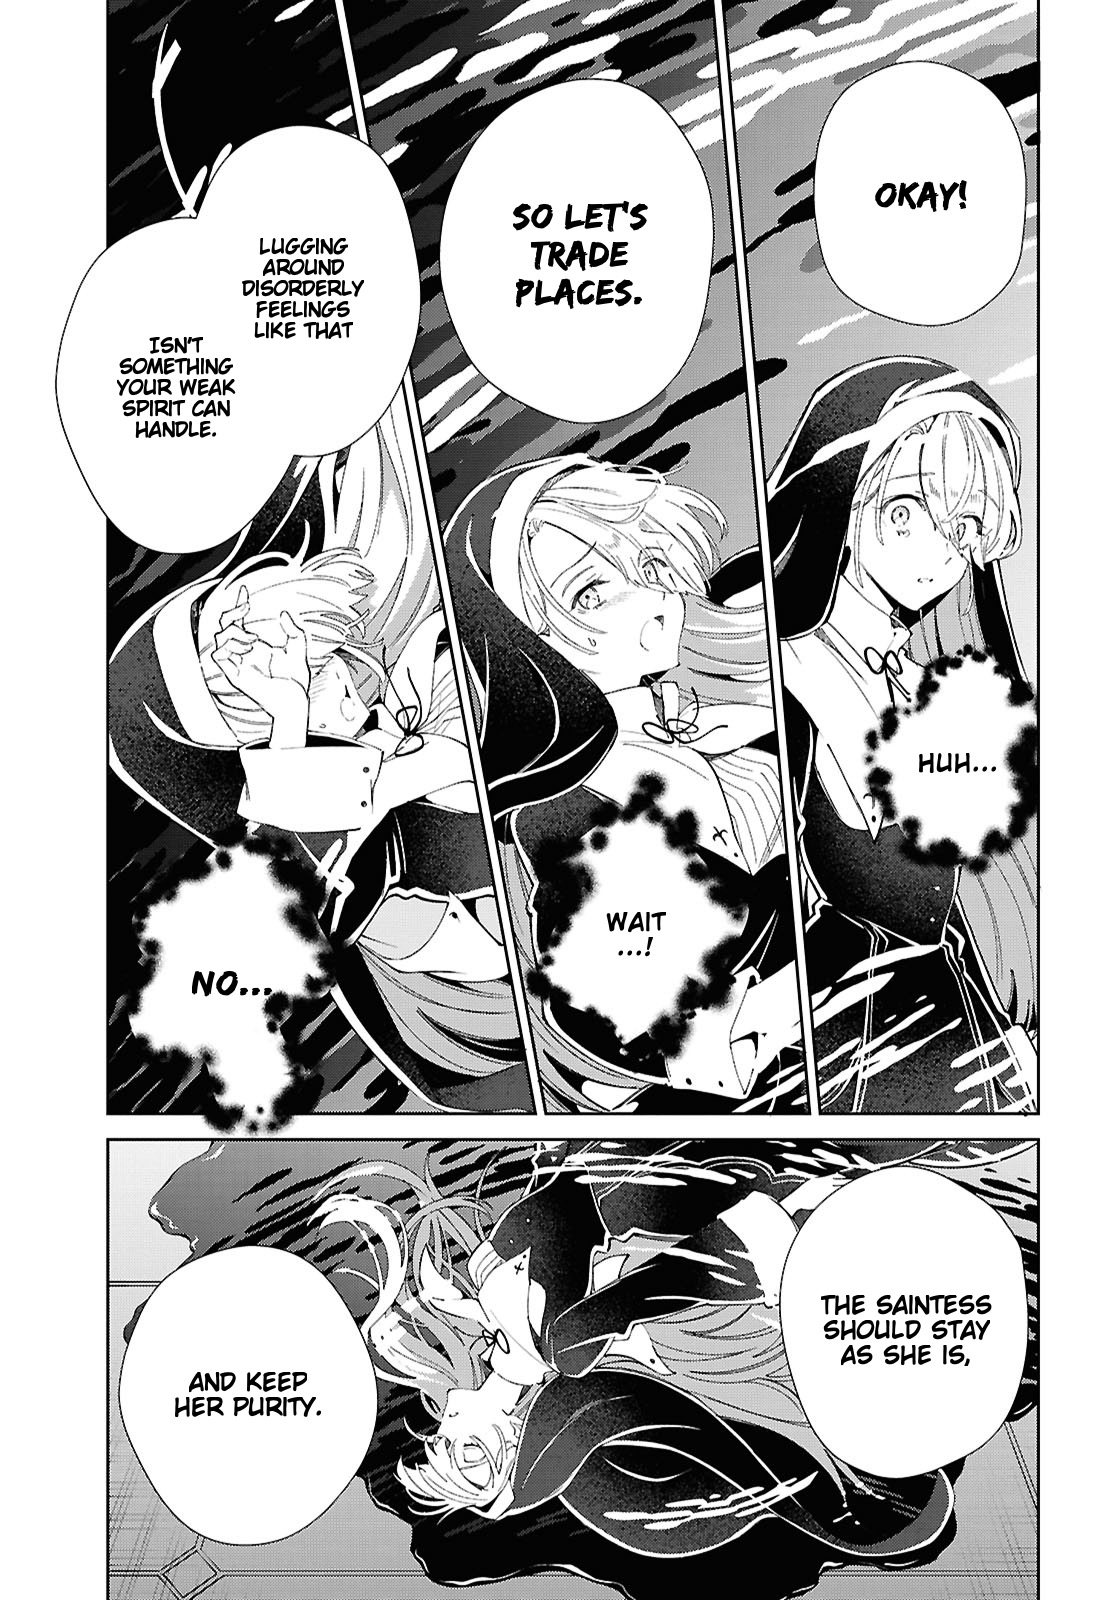 OKAY!
HUH...
SO LET'S
TRADE
PLACES.
WAIT
...!
LUGGING
AROUND
DISORDERLY
FEELINGS
LIKE THAT
ISN'T
SOMETHING
YOUR WEAK
SPIRIT CAN
HANDLE.
NO...
THE SAINTESS
SHOULD STAY
AS SHE IS,
AND KEEP
HER PURITY.